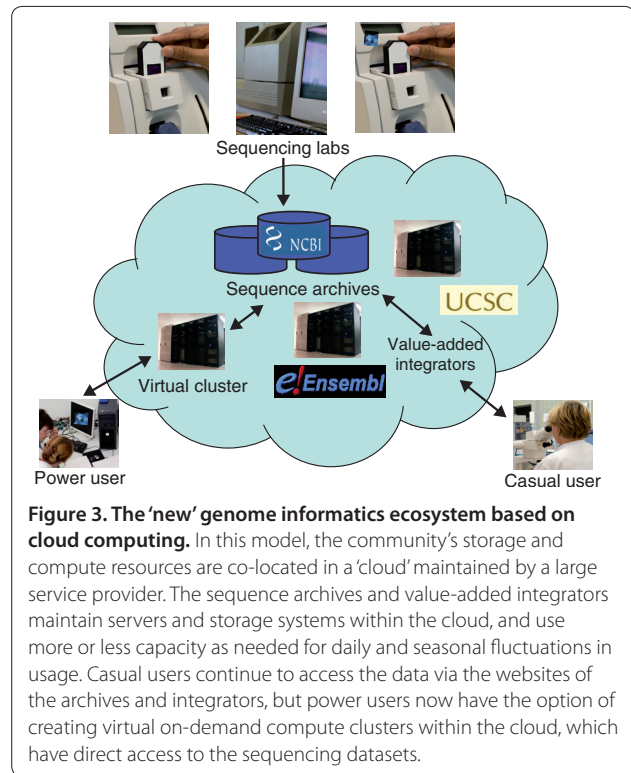 Sequencing labs
NCBI
Sequence archives
UCSC
Value-added
integrators
Virtual cluster
e!Ensembl
Power user
Casual user
Figure 3. The ‘new’ genome informatics ecosystem based on
cloud computing. In this model, the community’s storage and
compute resources are co-located in a ‘cloud’ maintained by a large
service provider. The sequence archives and value-added integrators
maintain servers and storage systems within the cloud, and use
more or less capacity as needed for daily and seasonal fluctuations in
usage. Casual users continue to access the data via the websites of
the archives and integrators, but power users now have the option of
creating virtual on-demand compute clusters within the cloud, which
have direct access to the sequencing datasets.